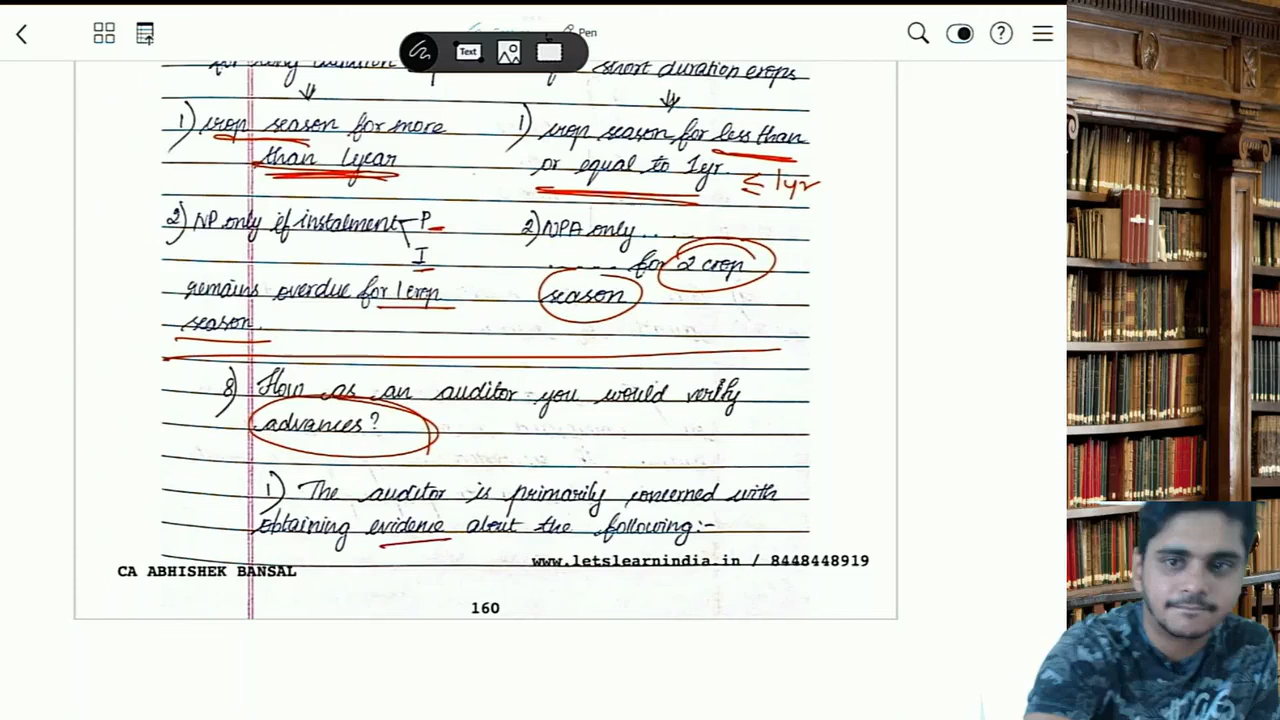 Pen
Text
short duration crops
1) crop season for more
than 1year
1) crop season for less than
or equal to 1yr.
≤ 1yr
2) NP only if instalment P
I
remains overdue for 1 crop
season.
2) NPA only .. ..
...... for 2 crop
season
8) How as an auditor you would verify
advances?
1) The auditor is primarily concerned with
obtaining evidence about the following:-
CA ABHISHEK BANSAL
www.letslearnindia.in / 8448448919
160